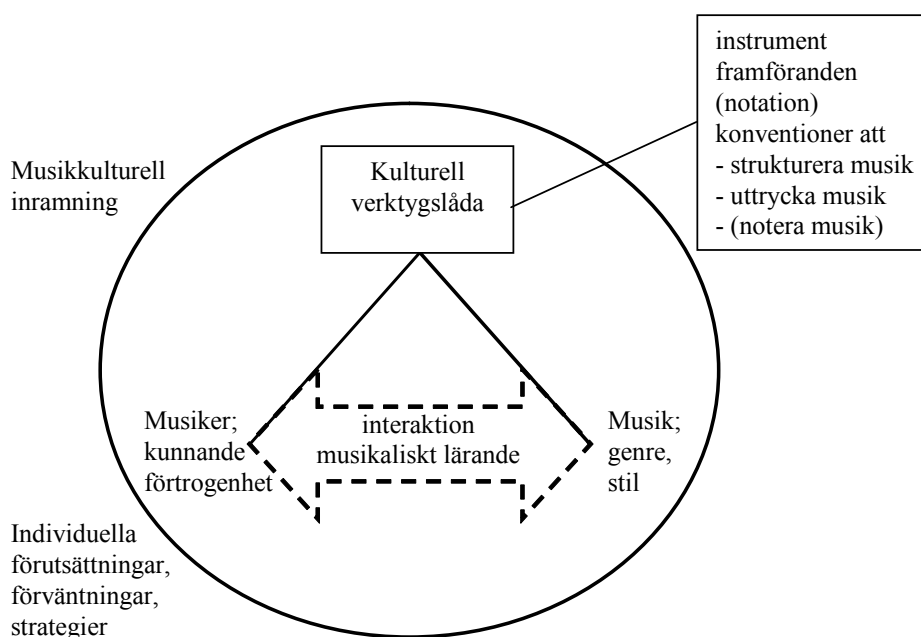 instrument
framföranden
(notation)
konventioner att
- strukturera musik
- uttrycka musik
- (notera musik)
Musikkulturell
inramning
Kulturell
verktygslåda
Musiker;
kunnande
förtrogenhet
interaktion
musikaliskt lärande
Musik;
genre,
stil
Individuella
förutsättningar,
förväntningar,
strategier